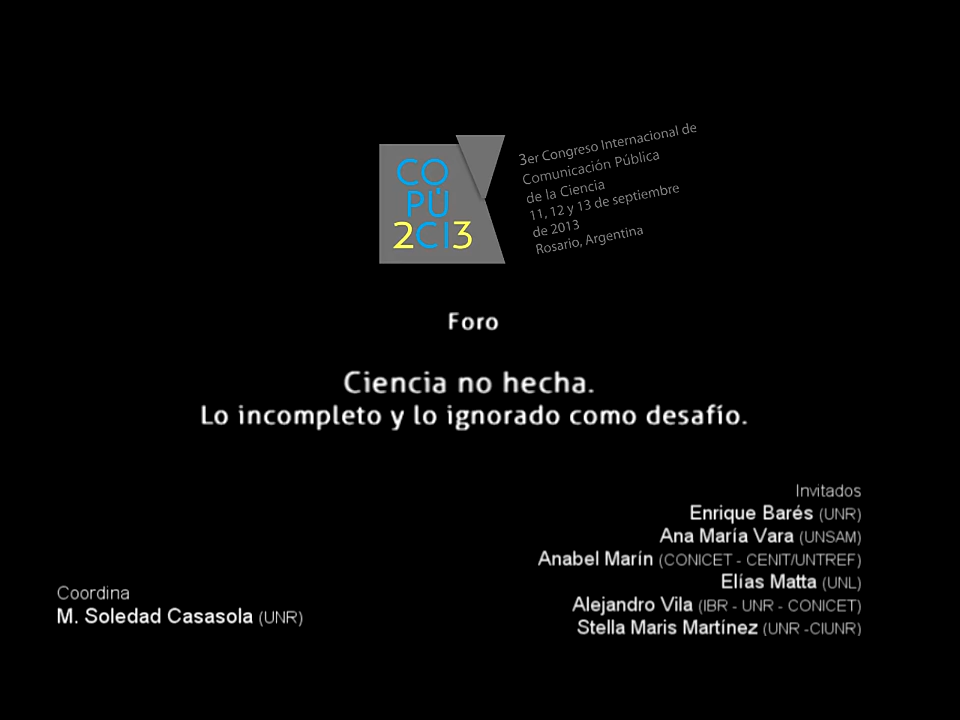 CO
PÚ
2CI3
3er Congreso Internacional de
Comunicación Pública
de la Ciencia
11, 12 y 13 de septiembre
de 2013
Rosario, Argentina
Foro
Ciencia no hecha.
Lo incompleto y lo ignorado como desafío.
Coordina
M. Soledad Casasola (UNR)
Invitados
Enrique Barés (UNR)
Ana María Vara (UNSAM)
Anabel Marín (CONICET - CENIT/UNTREF)
Elías Matta (UNL)
Alejandro Vila (IBR - UNR - CONICET)
Stella Maris Martínez (UNR -CIUNR)